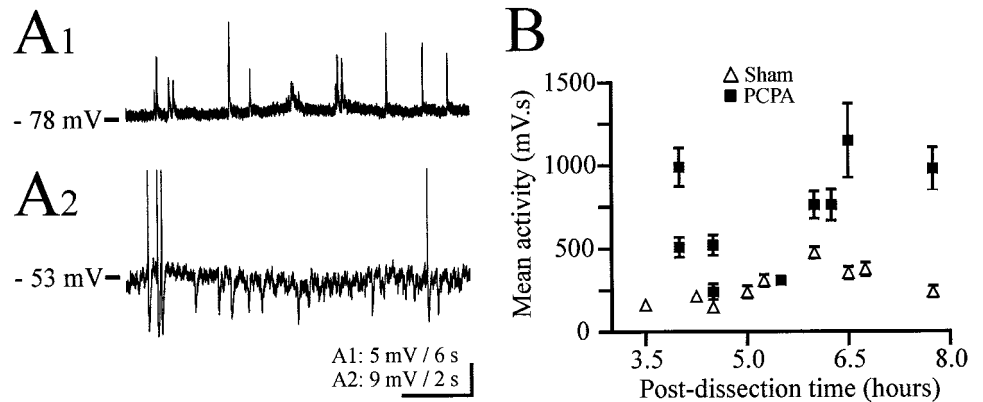 A1
- 78 mV
A2
- 53 mV
A1: 5 mV / 6 s
A2: 9 mV / 2 s
B
Sham
PCPA
Mean activity (mV.s)
1500
1000
500
0
3.5 5.0 6.5 8.0
Post-dissection time (hours)